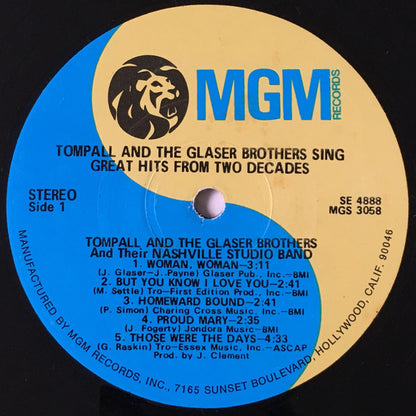 MGM
RECORDS
TOMPALL AND THE GLASER BROTHERS SING
GREAT HITS FROM TWO DECADES
STEREO
Side 1
SE 4888
MGS 3058
TOMPALL AND THE GLASER BROTHERS
And Their NASHVILLE STUDIO BAND
1. WOMAN, WOMAN—3:11
(J. Glaser-J. Payne) Glaser Pub., Inc.—BMI
2. BUT YOU KNOW I LOVE YOU—2:41
(M. Settle) Tro-First Edition Prod., Inc.—BMI
3. HOMEWARD BOUND—2:41
(P. Simon) Charing Cross Music, Inc.—BMI
4. PROUD MARY—2:35
(J. Fogerty) Jondora Music—BMI
5. THOSE WERE THE DAYS—4:33
(G. Raskin) Tro-Essex Music, Inc.—ASCAP
Prod. by J. Clement
MANUFACTURED BY MGM RECORDS, INC., 7165 SUNSET BOULEVARD, HOLLYWOOD, CALIF. 90046